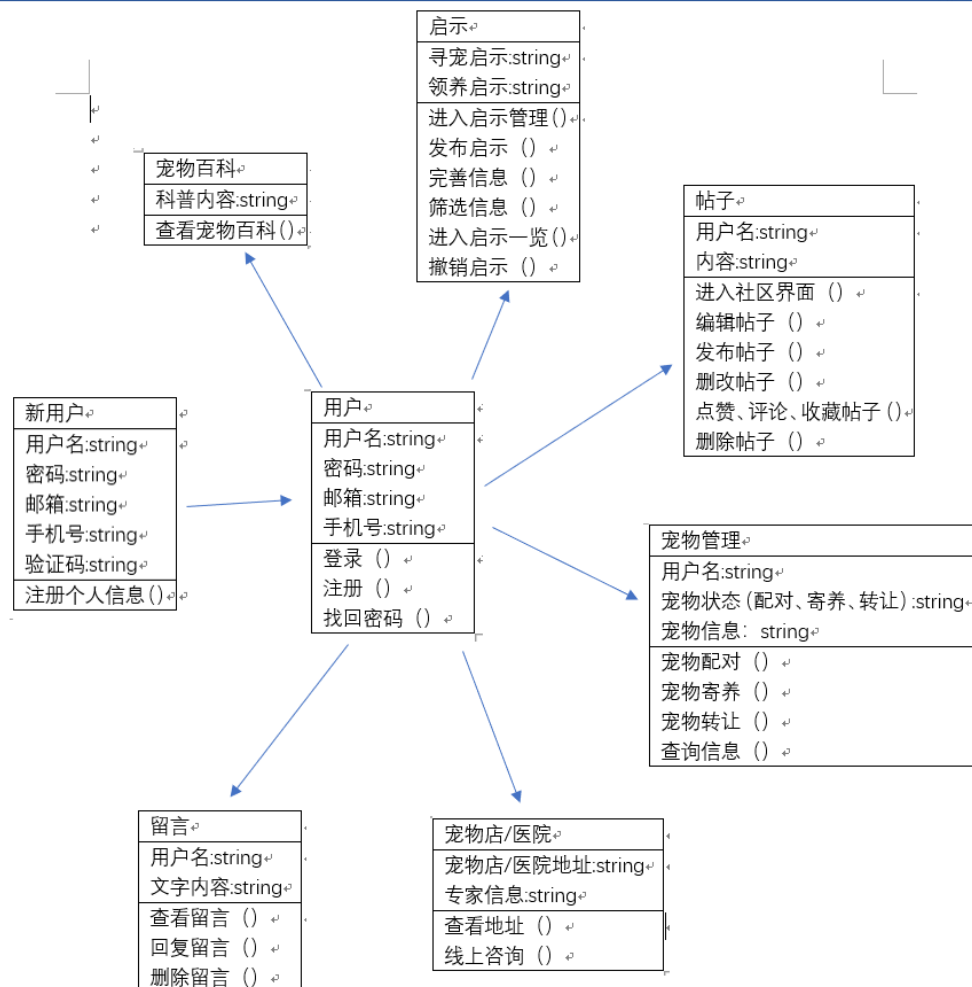 启示
寻宠启示:string
领养启示:string
进入启示管理()
发布启示（）
完善信息（）
筛选信息（）
进入启示一览()
撤销启示（）
宠物百科
科普内容:string
查看宠物百科()
帖子
用户名:string
内容:string
进入社区界面（）
编辑帖子（）
发布帖子（）
删改帖子（）
点赞、评论、收藏帖子()
删除帖子（）
新用户
用户名:string
密码:string
邮箱:string
手机号:string
验证码:string
注册个人信息()
用户
用户名:string
密码:string
邮箱:string
手机号:string
登录（）
注册（）
找回密码（）
宠物管理
用户名:string
宠物状态(配对、寄养、转让):string
宠物信息：string
宠物配对（）
宠物寄养（）
宠物转让（）
查询信息（）
留言
用户名:string
文字内容:string
查看留言（）
回复留言（）
删除留言（）
宠物店/医院
宠物店/医院地址:string
专家信息:string
查看地址（）
线上咨询（）